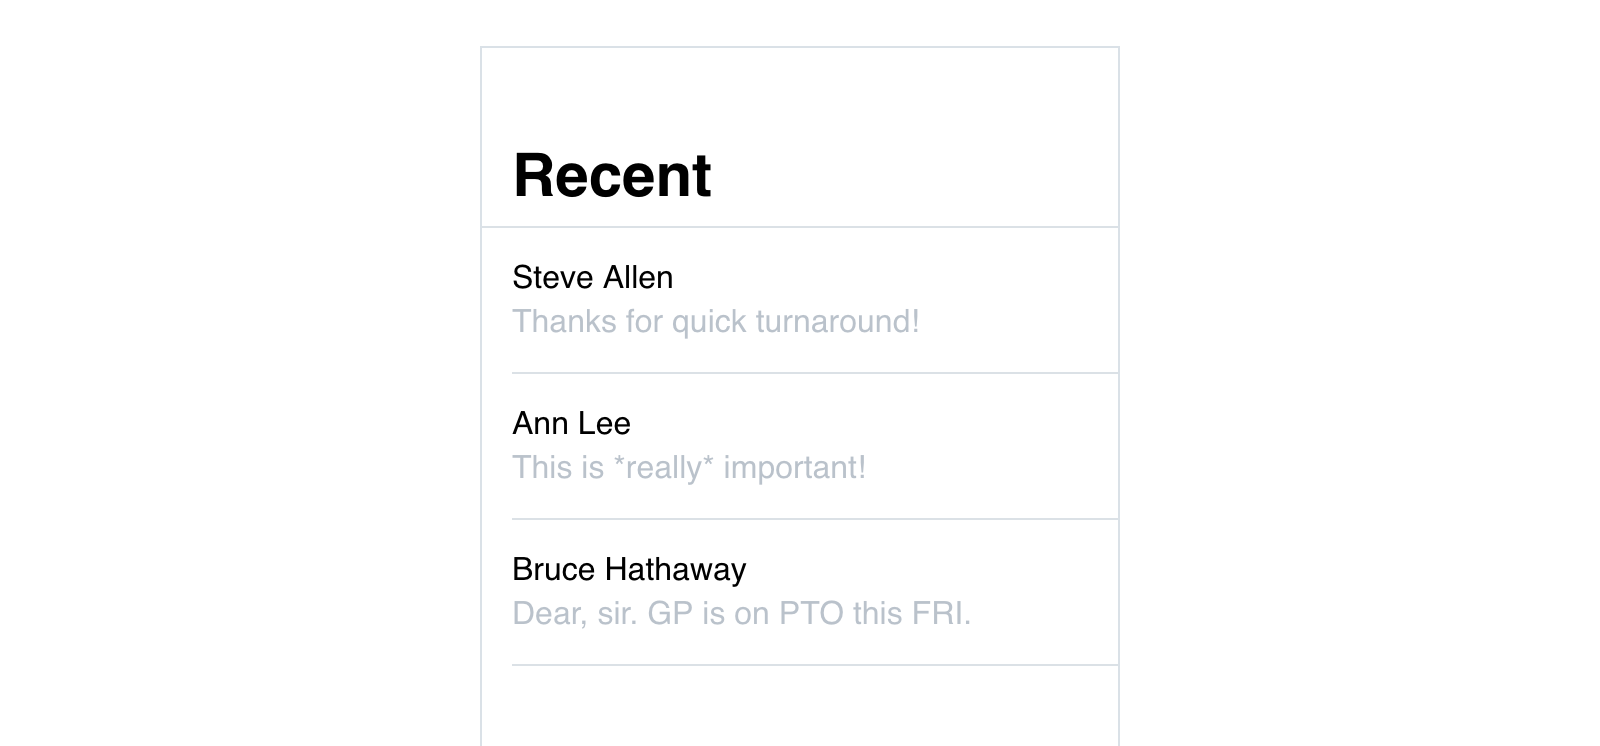 Recent
Steve Allen
Thanks for quick turnaround!
Ann Lee
This is *really* important!
Bruce Hathaway
Dear, sir. GP is on PTO this FRI.